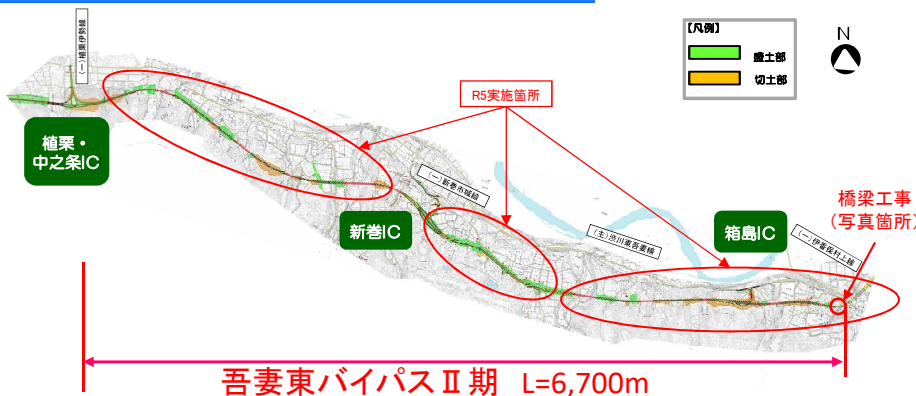 (一)植栗伊勢線
【凡例】
盛土部
切土部
N
R5実施箇所
植栗・
中之条IC
(一)新巻市城線
橋梁工事
(写真箇所)
新巻IC
(主)渋川東吾妻線
箱島IC
(一)伊香保村上線
吾妻東バイパスⅡ期 L=6,700m